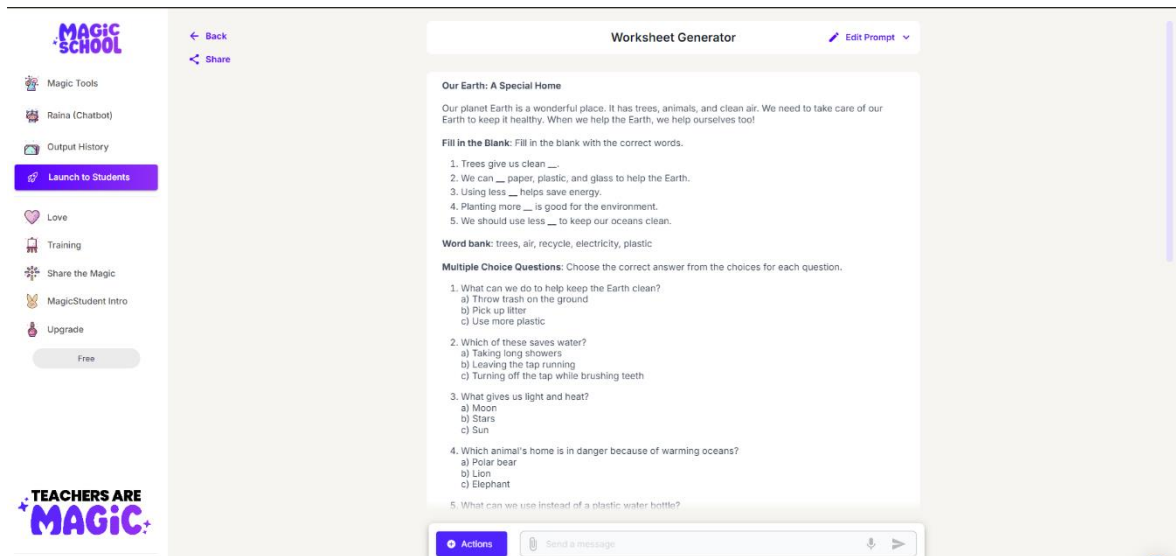 MAGiC
SCHOOL
Magic Tools
Raina (Chatbot)
Output History
Launch to Students
Love
Training
Share the Magic
MagicStudent Intro
Upgrade
Free
TEACHERS ARE
MAGiC
Back
Share
Worksheet Generator
Edit Prompt
Our Earth: A Special Home
Our planet Earth is a wonderful place. It has trees, animals, and clean air. We need to take care of our
Earth to keep it healthy. When we help the Earth, we help ourselves too!
Fill in the Blank: Fill in the blank with the correct words.
1. Trees give us clean __.
2. We can __ paper, plastic, and glass to help the Earth.
3. Using less __ helps save energy.
4. Planting more __ is good for the environment.
5. We should use less __ to keep our oceans clean.
Word bank: trees, air, recycle, electricity, plastic
Multiple Choice Questions: Choose the correct answer from the choices for each question.
1. What can we do to help keep the Earth clean?
a) Throw trash on the ground
b) Pick up litter
c) Use more plastic
2. Which of these saves water?
a) Taking long showers
b) Leaving the tap running
c) Turning off the tap while brushing teeth
3. What gives us light and heat?
a) Moon
b) Stars
c) Sun
4. Which animal's home is in danger because of warming oceans?
a) Polar bear
b) Lion
c) Elephant
5. What can we use instead of a plastic water bottle?
Actions
Send a message